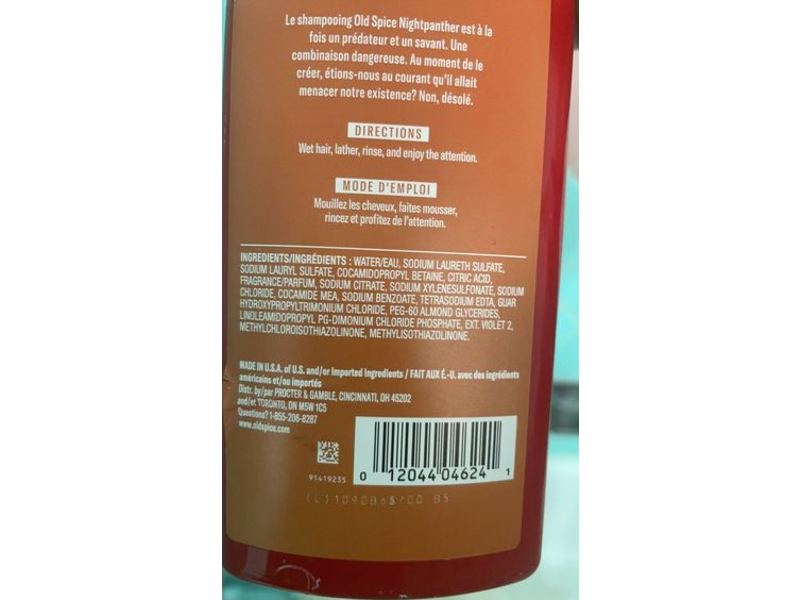 Le shampooing Old Spice Nightpanther est à la
fois un prédateur et un savant. Une
combinaison dangereuse. Au moment de le
créer, étions-nous au courant qu'il allait
menacer notre existence? Non, désolé.
DIRECTIONS
Wet hair, lather, rinse, and enjoy the attention.
MODE D'EMPLOI
Mouillez les cheveux, faites mousser,
rincez et profitez de l'attention.
INGREDIENTS/INGRÉDIENTS : WATER/EAU, SODIUM LAURETH SULFATE,
SODIUM LAURYL SULFATE, COCAMIDOPROPYL BETAINE, CITRIC ACID,
FRAGRANCE/PARFUM, SODIUM CITRATE, SODIUM XYLENESULFONATE, SODIUM
CHLORIDE, COCAMIDE MEA, SODIUM BENZOATE, TETRASODIUM EDTA, GUAR
HYDROXYPROPYLTRIMONIUM CHLORIDE, PEG-60 ALMOND GLYCERIDES,
LINOLEAMIDOPROPYL PG-DIMONIUM CHLORIDE PHOSPHATE, EXT. VIOLET 2,
METHYLCHLOROISOTHIAZOLINONE, METHYLISOTHIAZOLINONE.
MADE IN U.S.A. of U.S. and/or Imported Ingredients / FAIT AUX É.-U. avec des ingrédients
américains et/ou importés
Distr. by/par PROCTER & GAMBLE, CINCINNATI, OH 45202
and/et TORONTO, ON M5W 1C5
Questions? 1-855-206-8287
www.oldspice.com
91419235
0 12044 04624 1